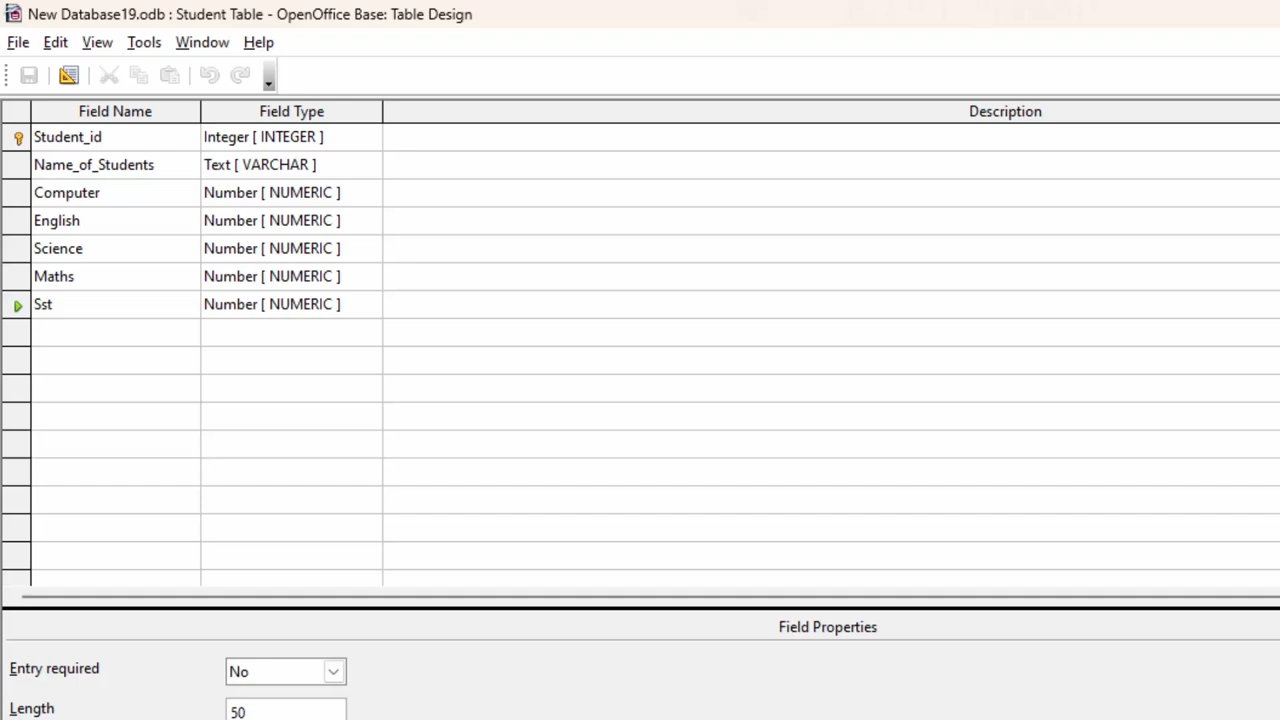 New Database19.odb : Student Table - OpenOffice Base: Table Design
File Edit View Tools Window Help
Field Name Field Type Description
Student_id Integer [ INTEGER ]
Name_of_Students Text [ VARCHAR ]
Computer Number [ NUMERIC ]
English Number [ NUMERIC ]
Science Number [ NUMERIC ]
Maths Number [ NUMERIC ]
Sst Number [ NUMERIC ]
Field Properties
Entry required No
Length 50